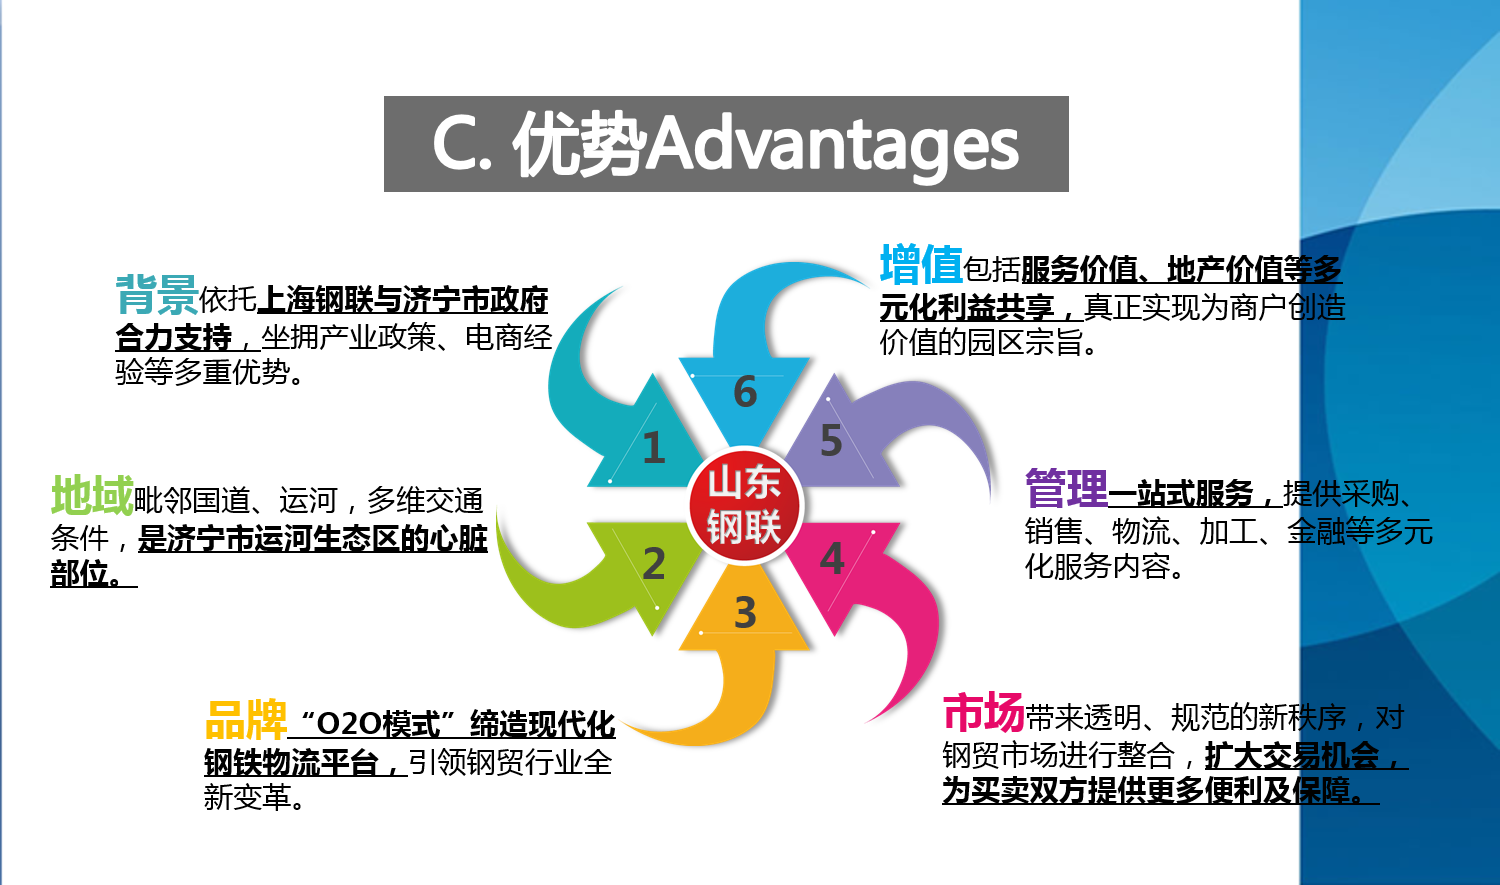 C. 优势Advantages
背景依托上海钢联与济宁市政府
合力支持，坐拥产业政策、电商经
验等多重优势。
地域毗邻国道、运河，多维交通
条件，是济宁市运河生态区的心脏
部位。
品牌“O2O模式”缔造现代化
钢铁物流平台，引领钢贸行业全
新变革。
1
2
3
4
5
6
山东
钢联
增值包括服务价值、地产价值等多
元化利益共享，真正实现为商户创造
价值的园区宗旨。
管理一站式服务，提供采购、
销售、物流、加工、金融等多元
化服务内容。
市场带来透明、规范的新秩序，对
钢贸市场进行整合，扩大交易机会，
为买卖双方提供更多便利及保障。